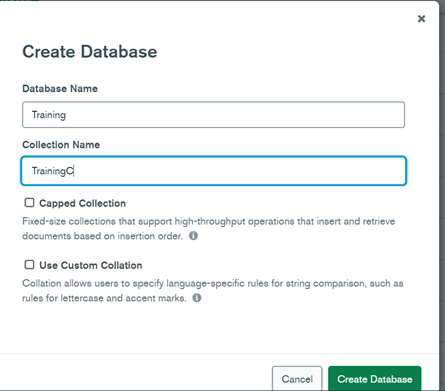 Create Database
Database Name
Training
Collection Name
TrainingC
Capped Collection
Fixed-size collections that support high-throughput operations that insert and retrieve
documents based on insertion order.
Use Custom Collation
Collation allows users to specify language-specific rules for string comparison, such as
rules for lettercase and accent marks.
Cancel
Create Database